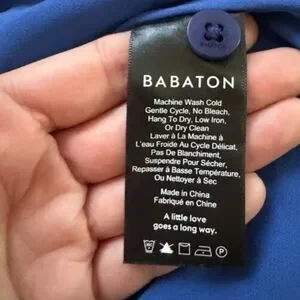 BABATON
Machine Wash Cold
Gentle Cycle, No Bleach,
Hang To Dry, Low Iron,
Or Dry Clean
Laver À La Machine À
L'eau Froide Au Cycle Délicat,
Pas De Blanchiment,
Suspendre Pour Sécher,
Repasser à Basse Température,
Ou Nettoyer à Sec
Made in China
Fabriqué en Chine
A little love
goes a long way.